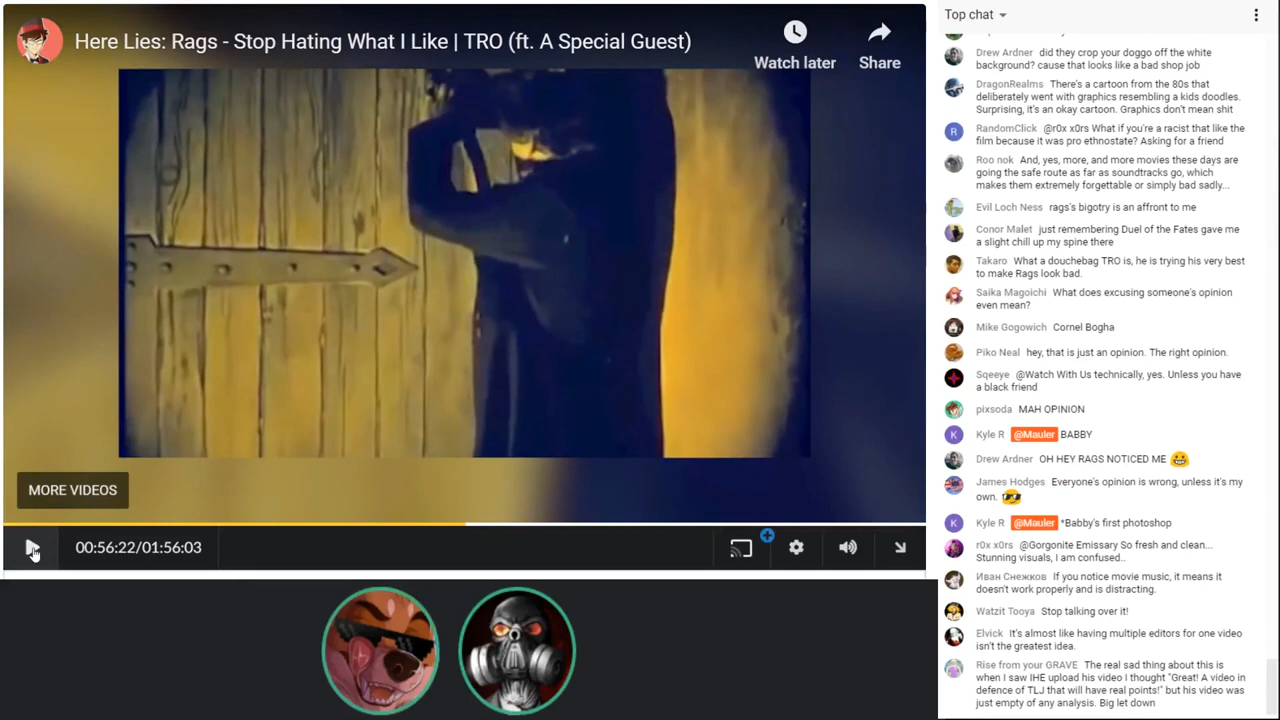 Here Lies: Rags - Stop Hating What I Like | TRO (ft. A Special Guest)
Watch later
Share
MORE VIDEOS
00:56:22/01:56:03
Top chat
Drew Ardner did they crop your doggo off the white
background? cause that looks like a bad shop job
DragonRealms There's a cartoon from the 80s that
deliberately went with graphics resembling a kids doodles.
Surprising, it's an okay cartoon. Graphics don't mean shit
R
RandomClick @r0x x0rs What if you're a racist that like the
film because it was pro ethnostate? Asking for a friend
Roo nok And, yes, more, and more movies these days are
going the safe route as far as soundtracks go, which
makes them extremely forgettable or simply bad sadly...
Evil Loch Ness rags's bigotry is an affront to me
Conor Malet just remembering Duel of the Fates gave me
a slight chill up my spine there
Takaro What a douchebag TRO is, he is trying his very best
to make Rags look bad.
Saika Magoichi What does excusing someone's opinion
even mean?
Mike Gogowich Cornel Bogha
Piko Neal hey, that is just an opinion. The right opinion.
Sqeeye @Watch With Us technically, yes. Unless you have
a black friend
pixsoda MAH OPINION
K
Kyle R @Mauler BABBY
Drew Ardner OH HEY RAGS NOTICED ME
James Hodges Everyone's opinion is wrong, unless it's my
own.
K
Kyle R @Mauler *Babby's first photoshop
r0x x0rs @Gorgonite Emissary So fresh and clean...
Stunning visuals, I am confused..
Иван Снежков If you notice movie music, it means it
doesn't work properly and is distracting.
Watzit Tooya Stop talking over it!
Elvick It's almost like having multiple editors for one video
isn't the greatest idea.
Rise from your GRAVE The real sad thing about this is
when I saw IHE upload his video I thought "Great! A video in
defence of TLJ that will have real points!" but his video was
just empty of any analysis. Big let down